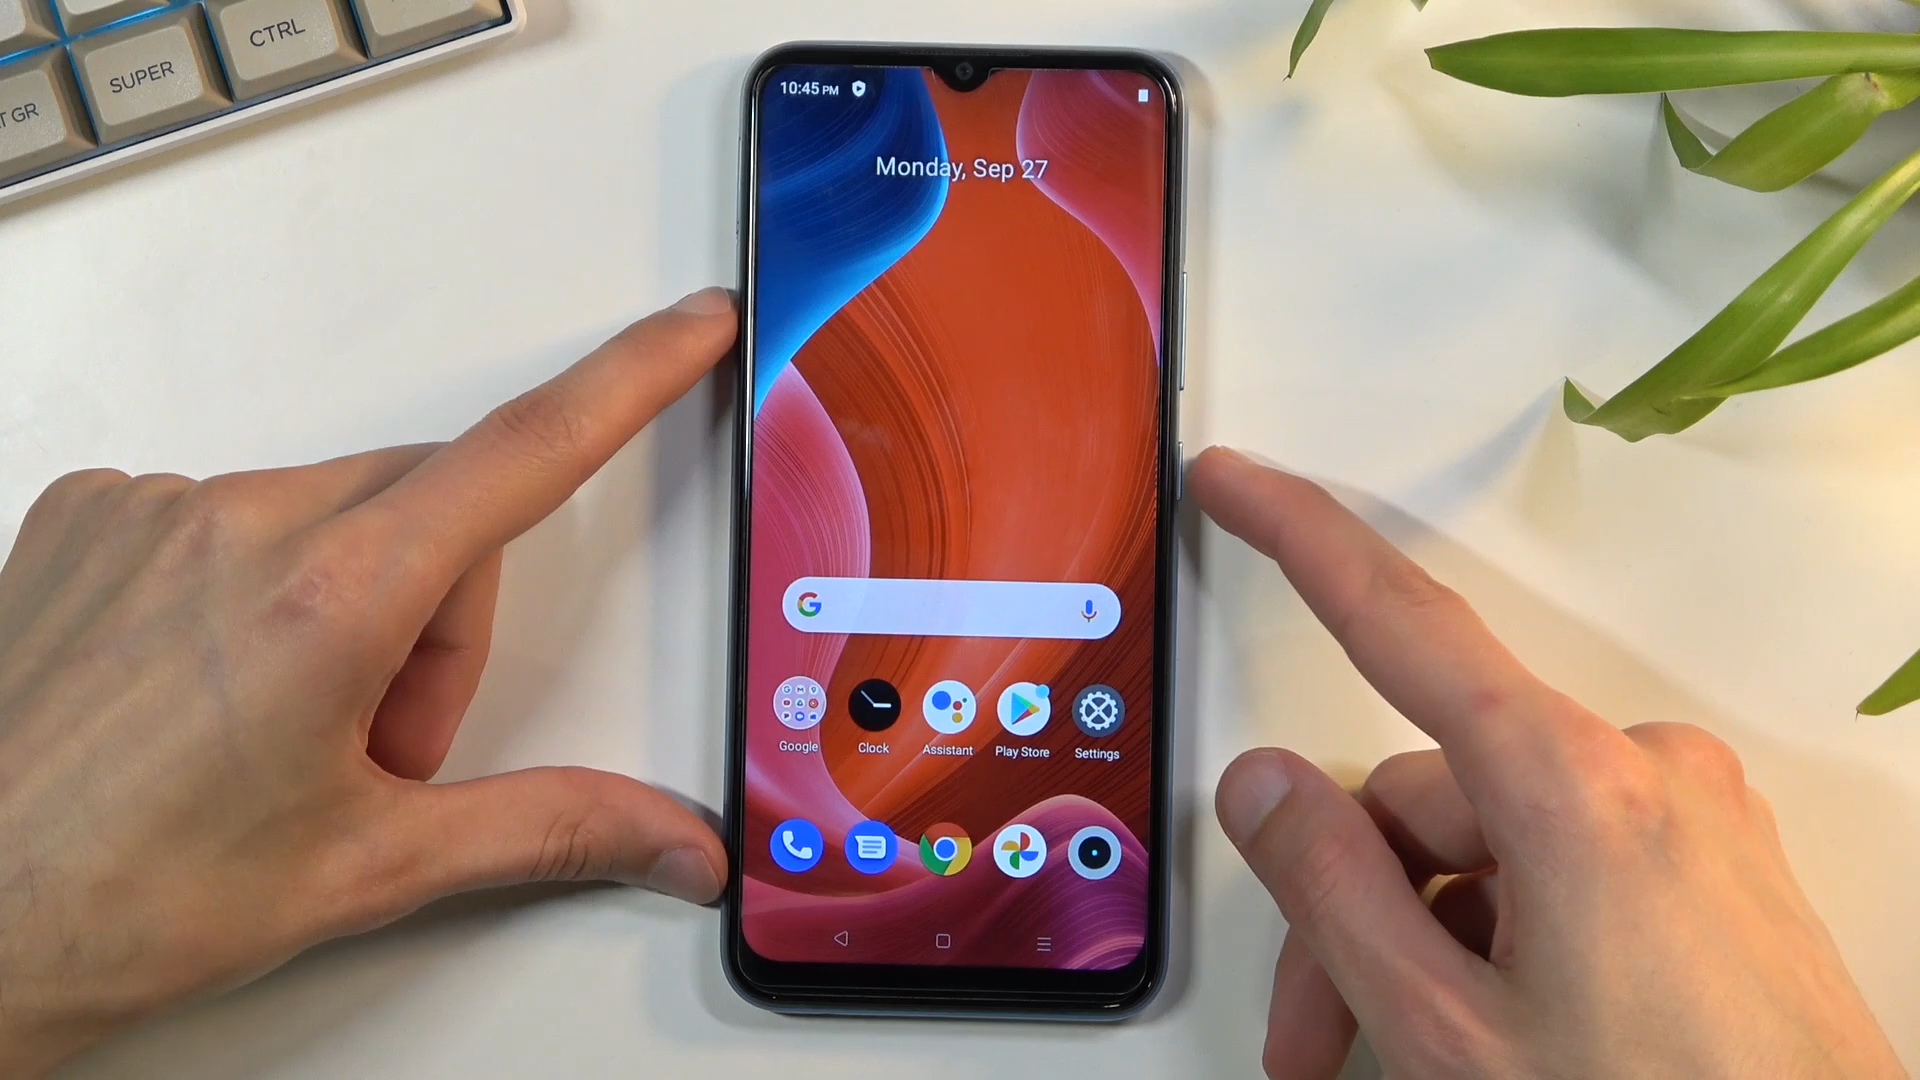 CTRL
SUPER
T GR
10:45 PM
Monday, Sep 27
Google
Clock
Assistant
Play Store
Settings